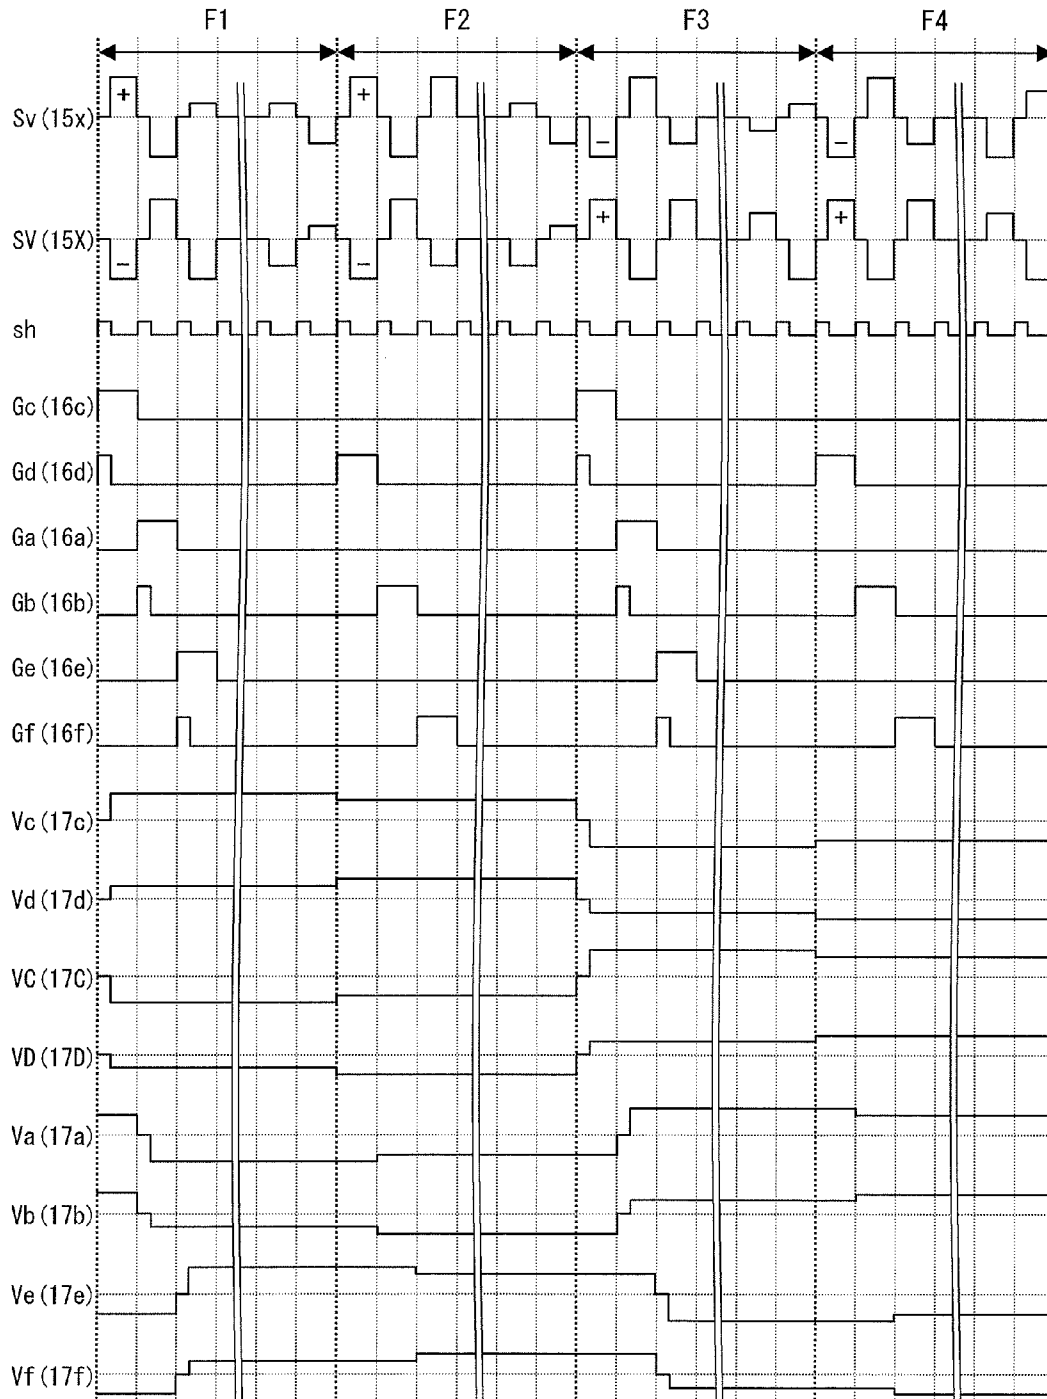 F1 F2 F3 F4
Sv(15x) + + − −
SV(15X) − − + +
sh
Gc(16c)
Gd(16d)
Ga(16a)
Gb(16b)
Ge(16e)
Gf(16f)
Vc(17c)
Vd(17d)
VC(17C)
VD(17D)
Va(17a)
Vb(17b)
Ve(17e)
Vf(17f)